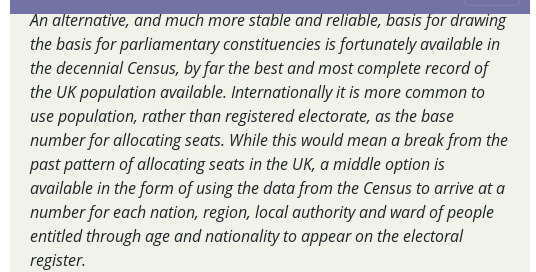 An alternative, and much more stable and reliable, basis for drawing
the basis for parliamentary constituencies is fortunately available in
the decennial Census, by far the best and most complete record of
the UK population available. Internationally it is more common to
use population, rather than registered electorate, as the base
number for allocating seats. While this would mean a break from the
past pattern of allocating seats in the UK, a middle option is
available in the form of using the data from the Census to arrive at a
number for each nation, region, local authority and ward of people
entitled through age and nationality to appear on the electoral
register.